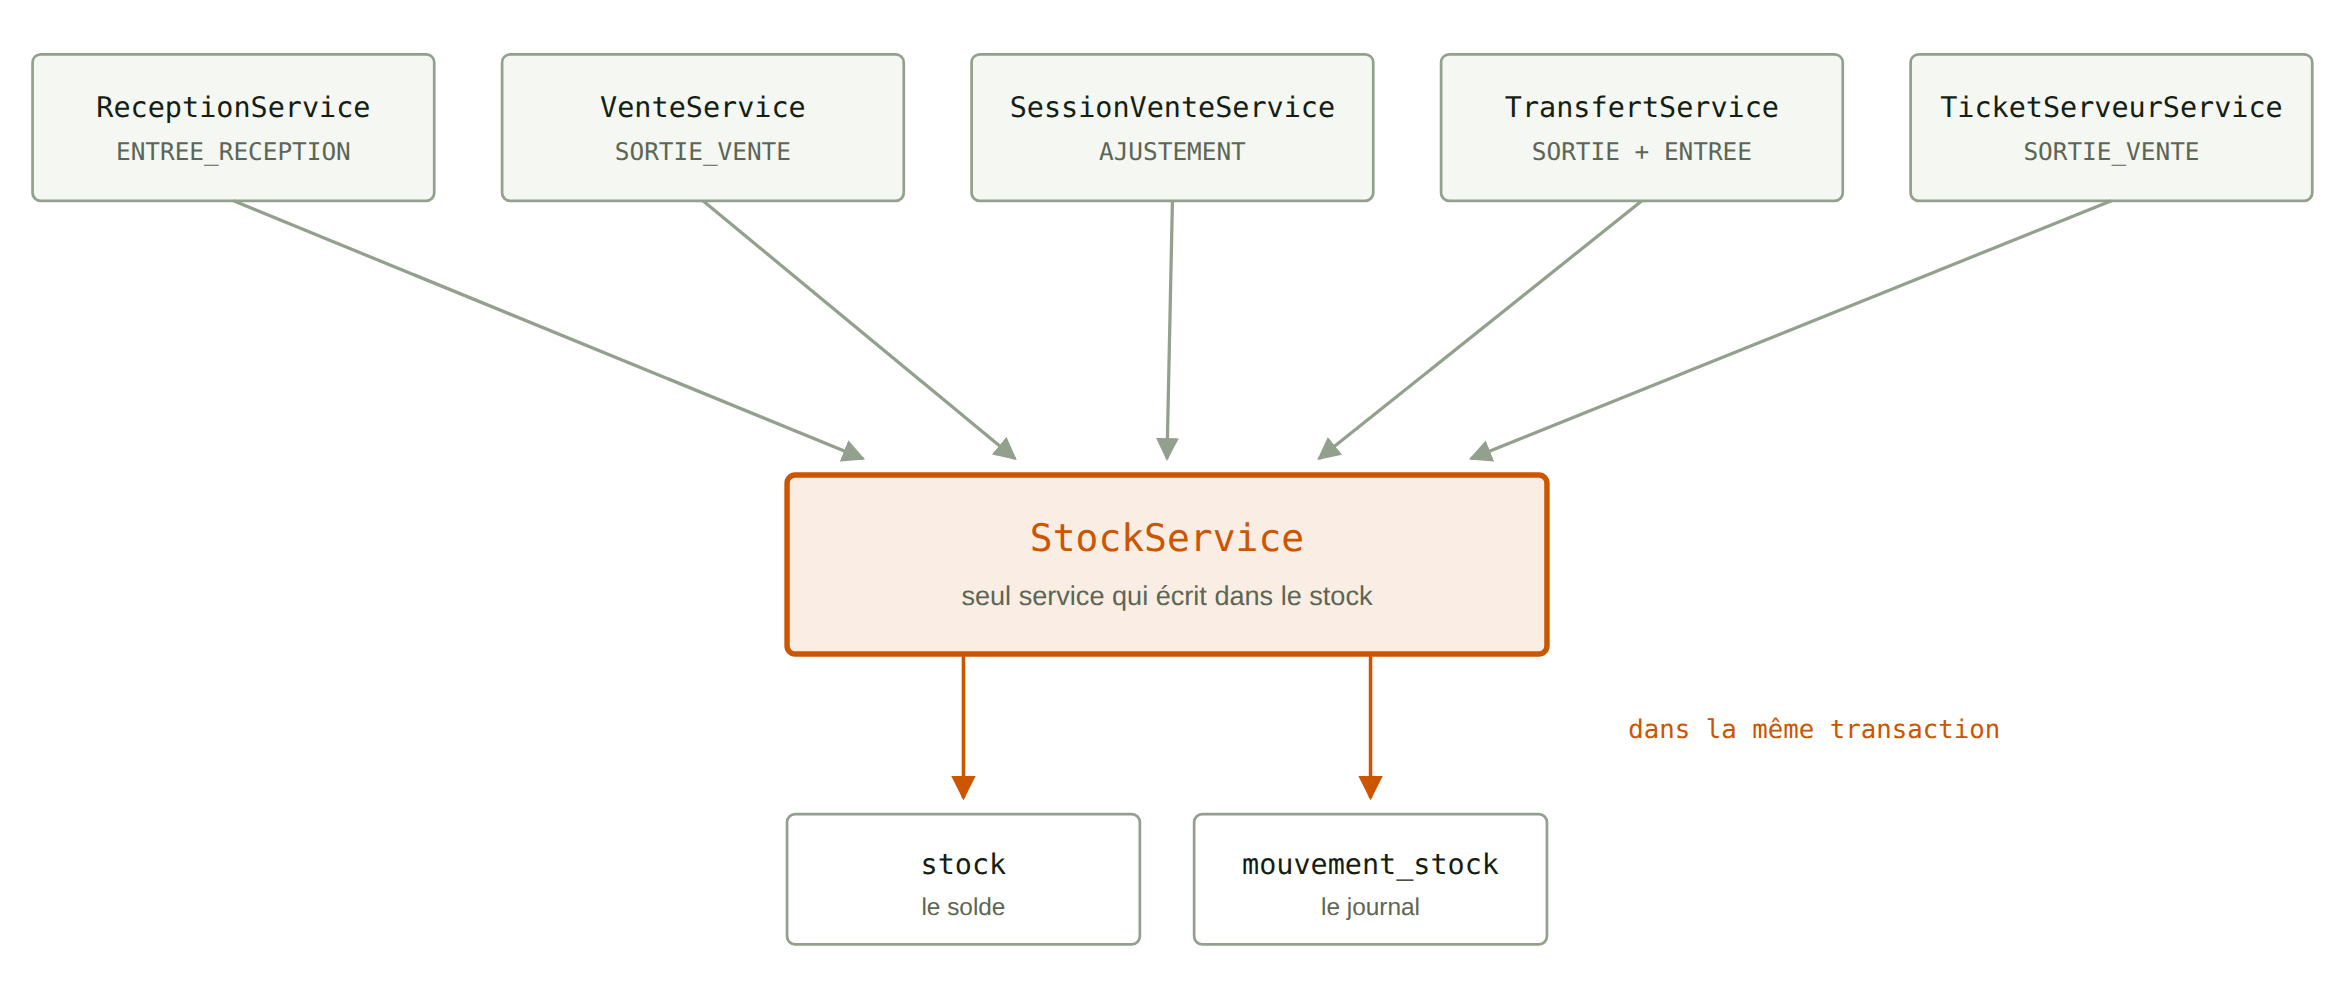 ReceptionService
ENTREE_RECEPTION
VenteService
SORTIE_VENTE
SessionVenteService
AJUSTEMENT
TransfertService
SORTIE + ENTREE
TicketServeurService
SORTIE_VENTE
StockService
seul service qui écrit dans le stock
dans la même transaction
stock
le solde
mouvement_stock
le journal